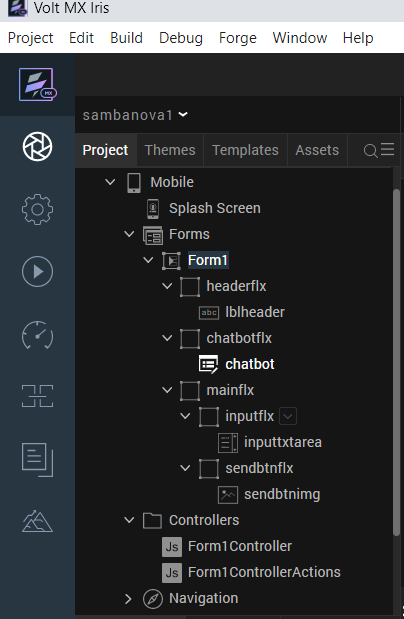 Volt MX Iris
Project Edit Build Debug Forge Window Help
MX
sambanova1
Project Themes Templates Assets
Mobile
Splash Screen
Forms
Form1
headerflx
abc lblheader
chatbotflx
chatbot
mainflx
inputflx
inputtxtarea
sendbtnflx
sendbtnimg
Controllers
Js Form1Controller
Js Form1ControllerActions
Navigation